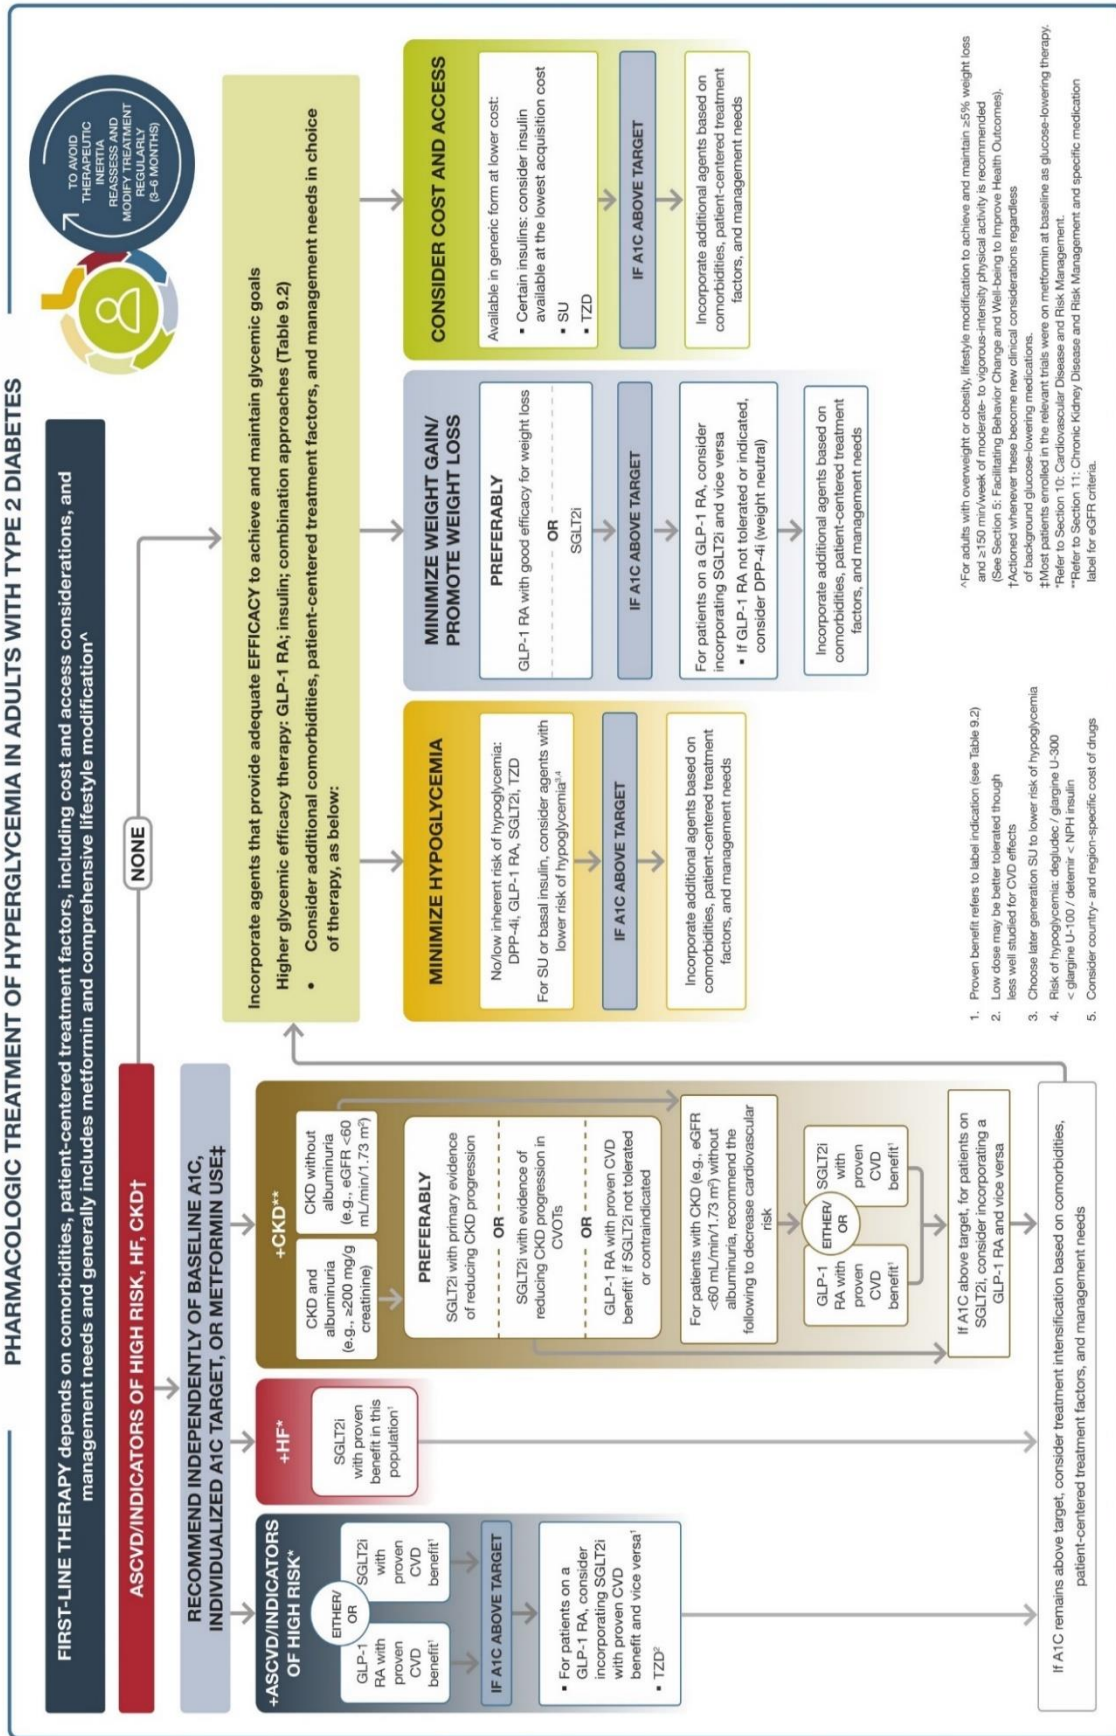 PHARMACOLOGIC TREATMENT OF HYPERGLYCEMIA IN ADULTS WITH TYPE 2 DIABETES
TO AVOID
THERAPEUTIC
INERTIA
REASSESS AND
MODIFY TREATMENT
REGULARLY
(3–6 MONTHS)
FIRST-LINE THERAPY depends on comorbidities, patient-centered treatment factors, including cost and access considerations, and
management needs and generally includes metformin and comprehensive lifestyle modification^
ASCVD/INDICATORS OF HIGH RISK, HF, CKD†
NONE
RECOMMEND INDEPENDENTLY OF BASELINE A1C,
INDIVIDUALIZED A1C TARGET, OR METFORMIN USE‡
+ASCVD/INDICATORS
OF HIGH RISK*
EITHER/
OR
GLP-1
RA with
proven
CVD
benefit¹
SGLT2i
with
proven
CVD
benefit¹
IF A1C ABOVE TARGET
▪ For patients on a
GLP-1 RA, consider
incorporating SGLT2i
with proven CVD
benefit and vice versa¹
▪ TZD²
+HF*
SGLT2i
with proven
benefit in this
population¹
+CKD**
CKD and
albuminuria
(e.g., ≥200 mg/g
creatinine)
CKD without
albuminuria
(e.g., eGFR <60
mL/min/1.73 m²)
PREFERABLY
SGLT2i with primary evidence
of reducing CKD progression
OR
SGLT2i with evidence of
reducing CKD progression in
CVOTs
OR
GLP-1 RA with proven CVD
benefit¹ if SGLT2i not tolerated
or contraindicated
For patients with CKD (e.g., eGFR
<60 mL/min/1.73 m²) without
albuminuria, recommend the
following to decrease cardiovascular
risk
EITHER/
OR
GLP-1
RA with
proven
CVD
benefit¹
SGLT2i
with
proven
CVD
benefit¹
If A1C above target, for patients on
SGLT2i, consider incorporating a
GLP-1 RA and vice versa
If A1C remains above target, consider treatment intensification based on comorbidities,
patient-centered treatment factors, and management needs
Incorporate agents that provide adequate EFFICACY to achieve and maintain glycemic goals
Higher glycemic efficacy therapy: GLP-1 RA; insulin; combination approaches (Table 9.2)
• Consider additional comorbidities, patient-centered treatment factors, and management needs in choice
of therapy, as below:
MINIMIZE HYPOGLYCEMIA
No/low inherent risk of hypoglycemia:
DPP-4i, GLP-1 RA, SGLT2i, TZD
For SU or basal insulin, consider agents with
lower risk of hypoglycemia³,⁴
IF A1C ABOVE TARGET
Incorporate additional agents based on
comorbidities, patient-centered treatment
factors, and management needs
MINIMIZE WEIGHT GAIN/
PROMOTE WEIGHT LOSS
PREFERABLY
GLP-1 RA with good efficacy for weight loss
OR
SGLT2i
IF A1C ABOVE TARGET
For patients on a GLP-1 RA, consider
incorporating SGLT2i and vice versa
▪ If GLP-1 RA not tolerated or indicated,
consider DPP-4i (weight neutral)
Incorporate additional agents based on
comorbidities, patient-centered treatment
factors, and management needs
CONSIDER COST AND ACCESS
Available in generic form at lower cost:
▪ Certain insulins: consider insulin
available at the lowest acquisition cost
▪ SU
▪ TZD
IF A1C ABOVE TARGET
Incorporate additional agents based on
comorbidities, patient-centered treatment
factors, and management needs
1. Proven benefit refers to label indication (see Table 9.2)
2. Low dose may be better tolerated though
less well studied for CVD effects
3. Choose later generation SU to lower risk of hypoglycemia
4. Risk of hypoglycemia: degludec / glargine U-300
< glargine U-100 / detemir < NPH insulin
5. Consider country- and region-specific cost of drugs
^For adults with overweight or obesity, lifestyle modification to achieve and maintain ≥5% weight loss
and ≥150 min/week of moderate- to vigorous-intensity physical activity is recommended
(See Section 5: Facilitating Behavior Change and Well-being to Improve Health Outcomes).
†Actioned whenever these become new clinical considerations regardless
of background glucose-lowering medications.
‡Most patients enrolled in the relevant trials were on metformin at baseline as glucose-lowering therapy.
*Refer to Section 10: Cardiovascular Disease and Risk Management.
**Refer to Section 11: Chronic Kidney Disease and Risk Management and specific medication
label for eGFR criteria.